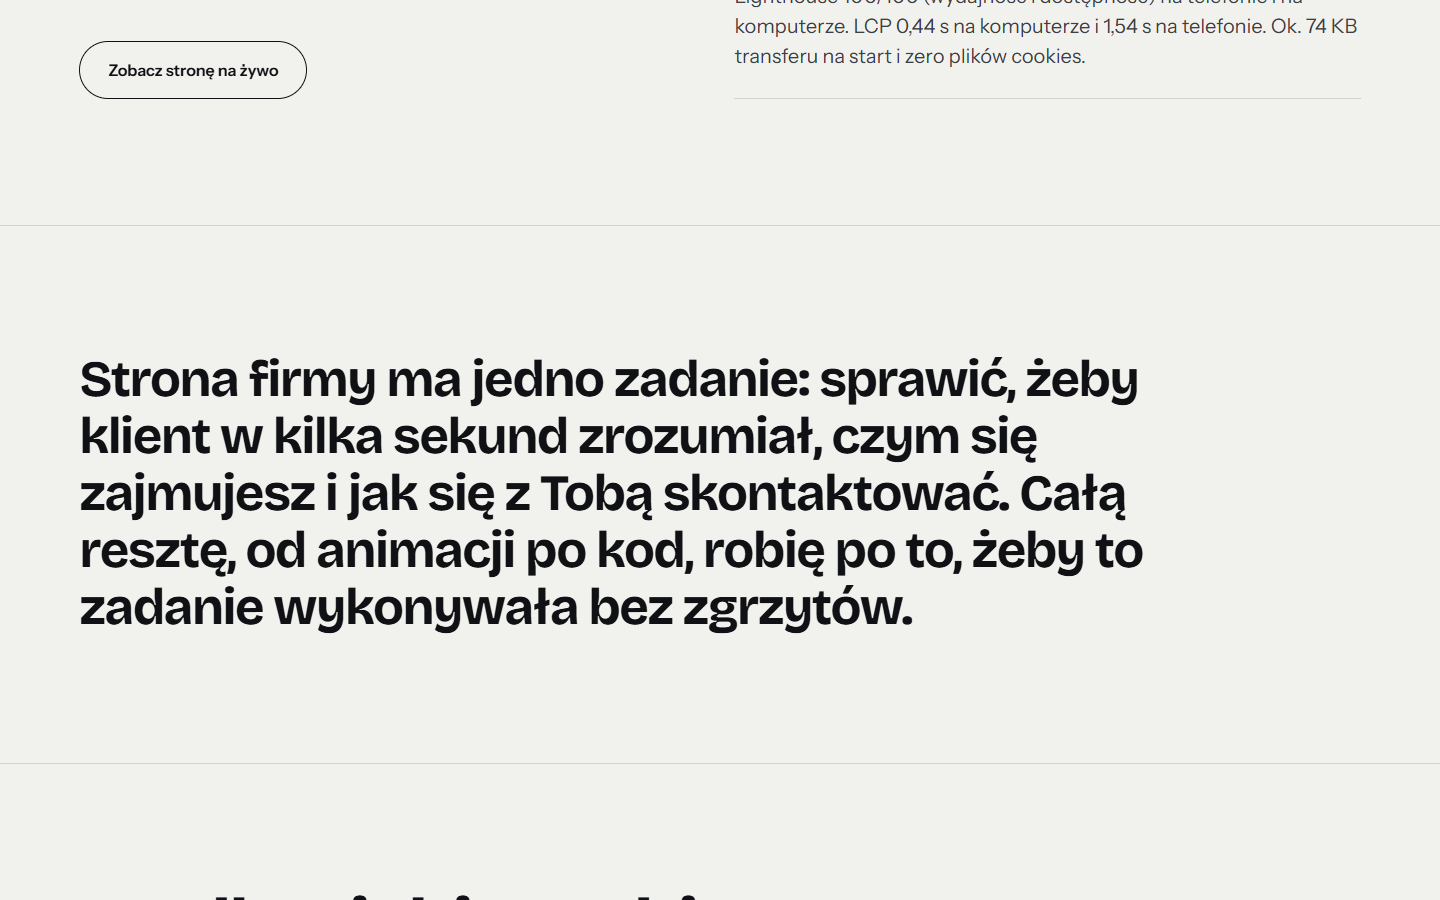 komputerze. LCP 0,44 s na komputerze i 1,54 s na telefonie. Ok. 74 KB
transferu na start i zero plików cookies.
Zobacz stronę na żywo
Strona firmy ma jedno zadanie: sprawić, żeby
klient w kilka sekund zrozumiał, czym się
zajmujesz i jak się z Tobą skontaktować. Całą
resztę, od animacji po kod, robię po to, żeby to
zadanie wykonywała bez zgrzytów.